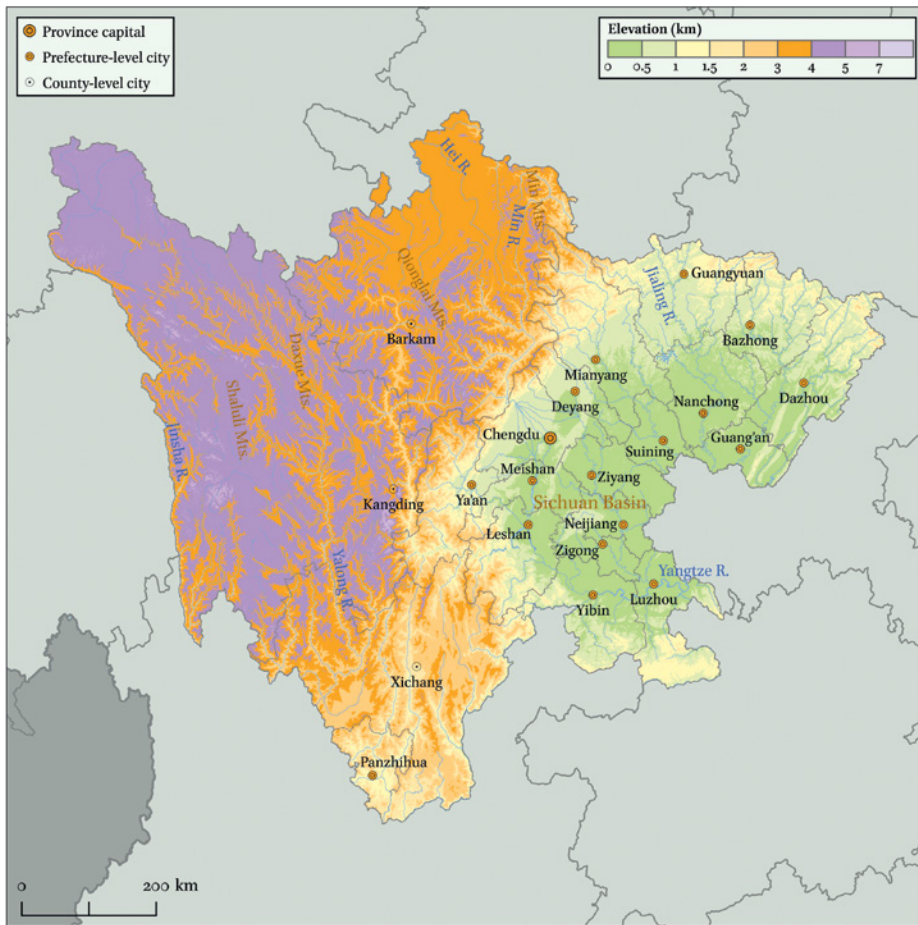 Province capital
Prefecture-level city
County-level city
Elevation (km)
0 0.5 1 1.5 2 3 4 5 7
Hei R.
Min Mts.
Min R.
Qionglai Mts.
Jialing R.
Guangyuan
Barkam
Bazhong
Daxue Mts.
Mianyang
Shaluli Mts.
Deyang
Nanchong
Dazhou
Jinsha R.
Chengdu
Suining
Guang'an
Meishan
Ziyang
Kangding
Ya'an
Sichuan Basin
Leshan
Neijiang
Zigong
Yalong R.
Yangtze R.
Yibin
Luzhou
Xichang
Panzhihua
0 200 km